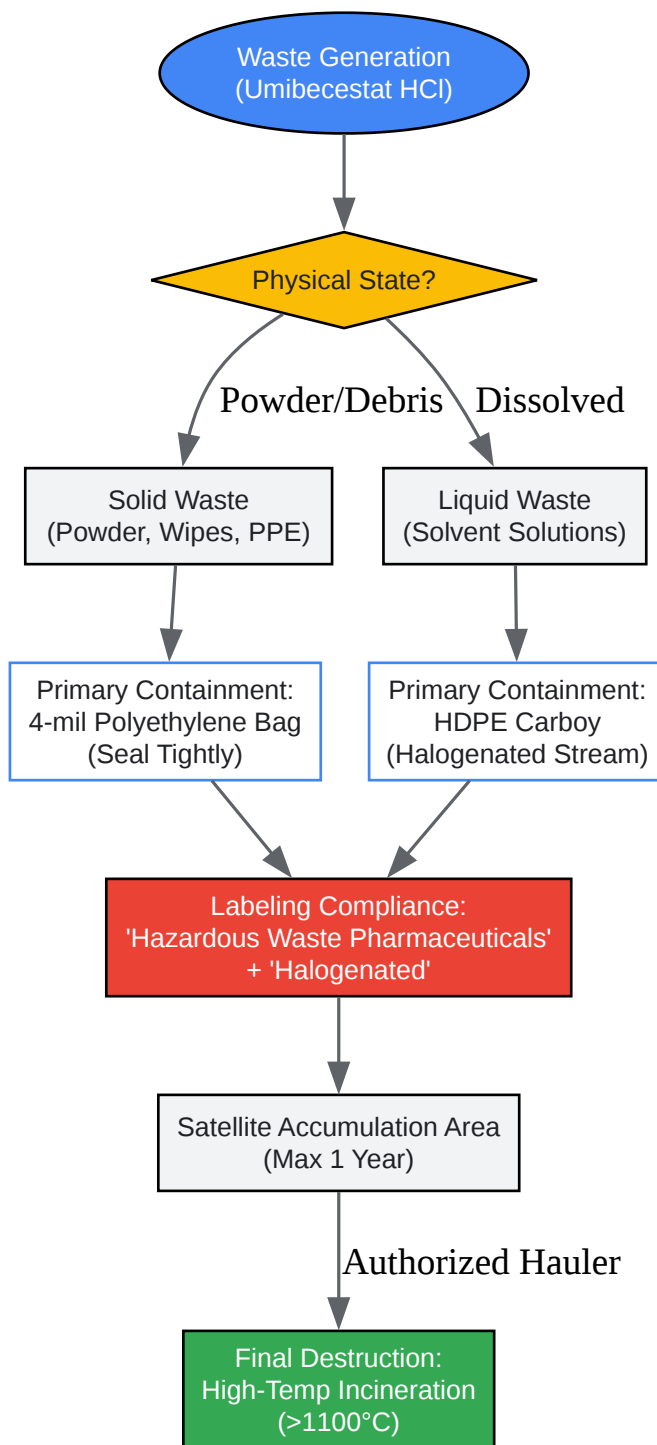 Waste Generation
(Umibecestat HCl)
Physical State?
Powder/Debris
Dissolved
Solid Waste
(Powder, Wipes, PPE)
Liquid Waste
(Solvent Solutions)
Primary Containment:
4-mil Polyethylene Bag
(Seal Tightly)
Primary Containment:
HDPE Carboy
(Halogenated Stream)
Labeling Compliance:
'Hazardous Waste Pharmaceuticals'
+ 'Halogenated'
Satellite Accumulation Area
(Max 1 Year)
Authorized Hauler
Final Destruction:
High-Temp Incineration
(>1100°C)